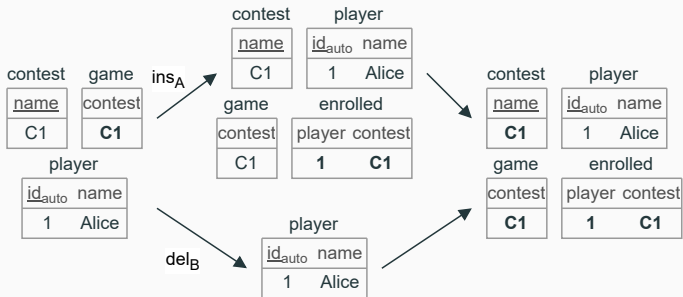 contest game
name contest
C1 C1
player
id_auto name
1 Alice
ins_A
contest player
name id_auto name
C1 1 Alice
game enrolled
contest player contest
C1 1 C1
del_B
player
id_auto name
1 Alice
contest player
name id_auto name
C1 1 Alice
game enrolled
contest player contest
C1 1 C1